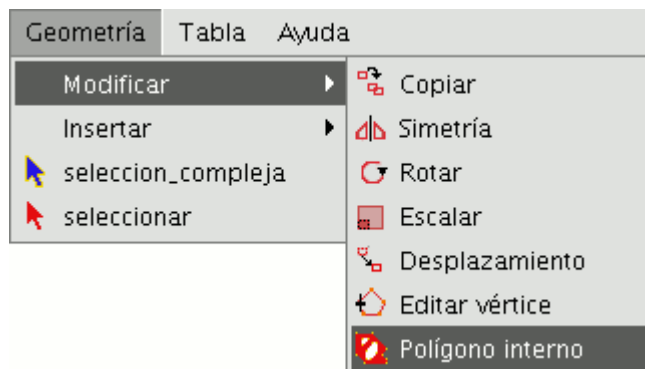 Geometría Tabla Ayuda
Modificar
Insertar
seleccion_compleja
seleccionar
Copiar
Simetría
Rotar
Escalar
Desplazamiento
Editar vértice
Polígono interno